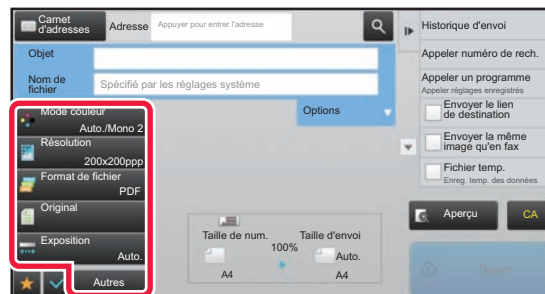 Carnet
d'adresses
Adresse
Appuyer pour entrer l'adresse
Objet
Nom de
fichier
Spécifié par les réglages système
Options
Mode couleur
Auto./Mono 2
Résolution
200x200ppp
Format de fichier
PDF
Original
Exposition
Auto.
Autres
Taille de num.
100%
Taille d'envoi
Auto.
A4
A4
Historique d'envoi
Appeler numéro de rech.
Appeler un programme
Appeler réglages enregistrés
Envoyer le lien
de destination
Envoyer la même
image qu'en fax
Fichier temp.
Enreg. temp. des données
Aperçu
CA
Départ